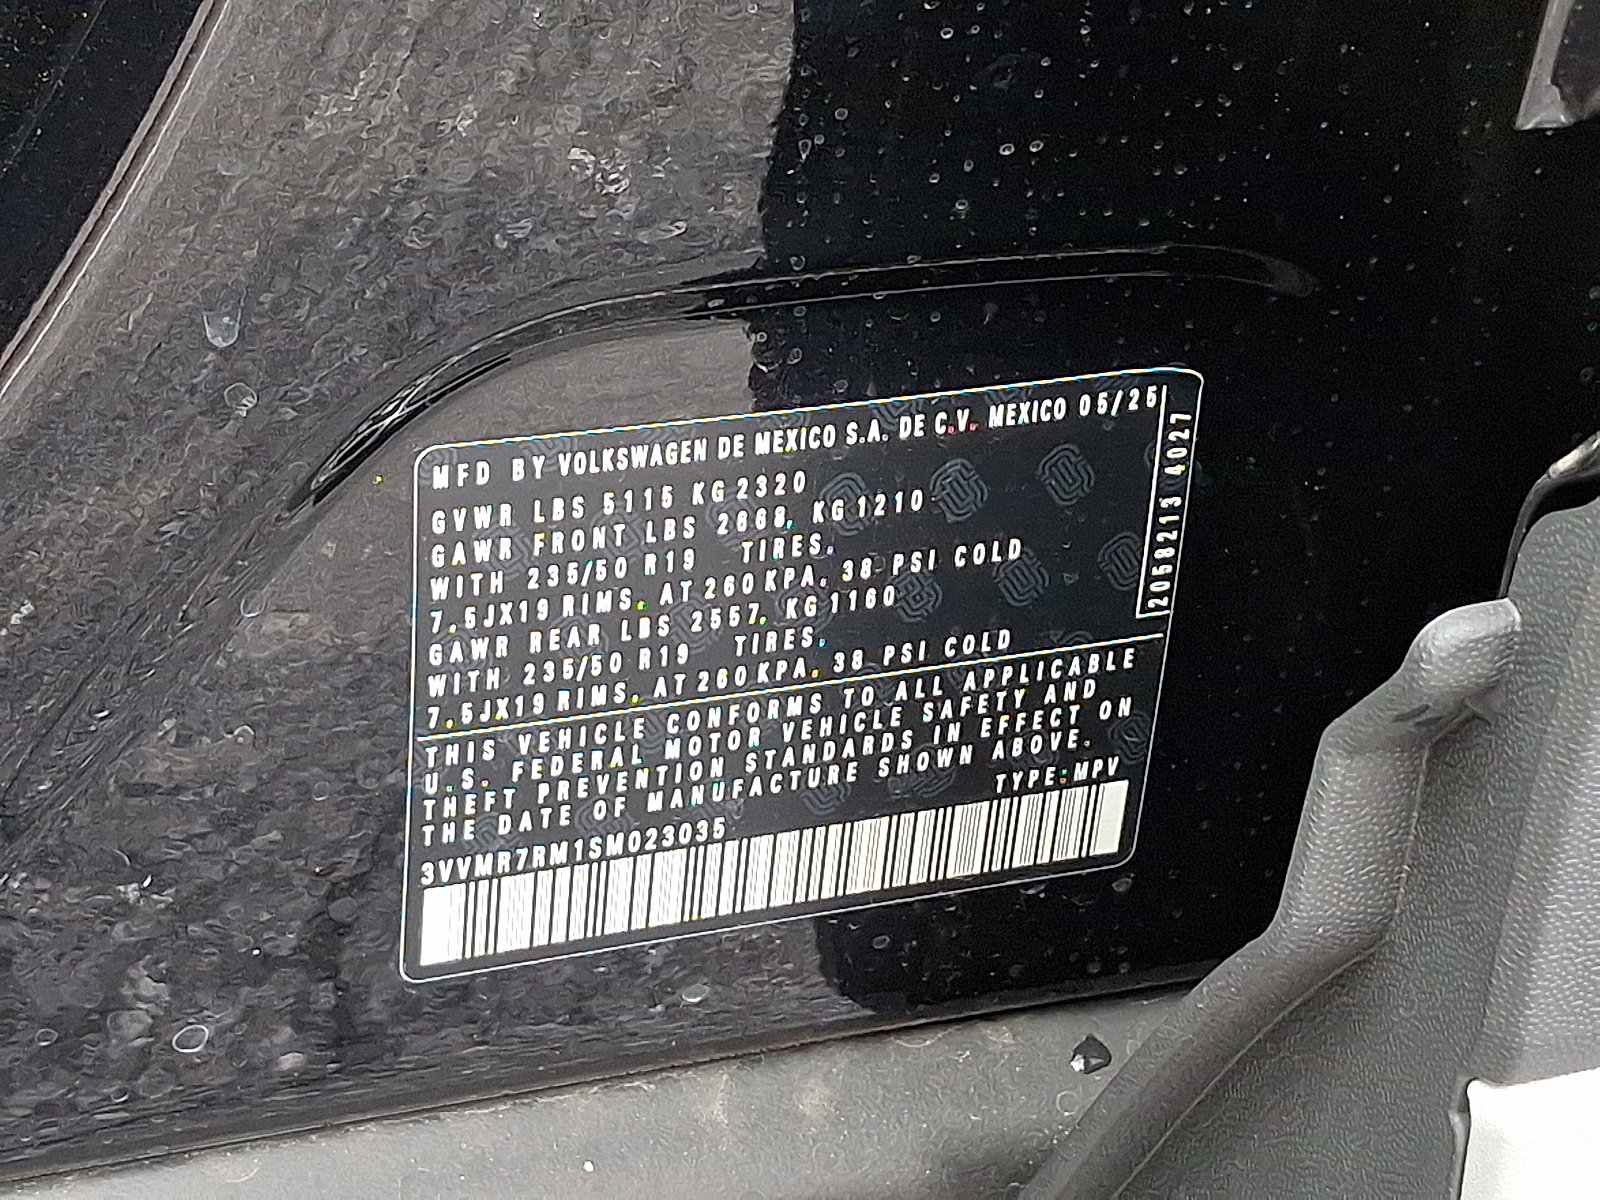 MFD BY VOLKSWAGEN DE MEXICO S.A. DE C.V. MEXICO 05/25
GVWR LBS 5115 KG 2320
GAWR FRONT LBS 2668, KG 1210
WITH 235/50 R19 TIRES,
7,5JX19 RIMS, AT 260 KPA, 38 PSI COLD
GAWR REAR LBS 2557, KG 1160
WITH 235/50 R19 TIRES,
7,5JX19 RIMS, AT 260 KPA, 38 PSI COLD
2058213 4027
THIS VEHICLE CONFORMS TO ALL APPLICABLE
U.S. FEDERAL MOTOR VEHICLE SAFETY AND
THEFT PREVENTION STANDARDS IN EFFECT ON
THE DATE OF MANUFACTURE SHOWN ABOVE.
TYPE:MPV
3VVMR7RM1SM023035